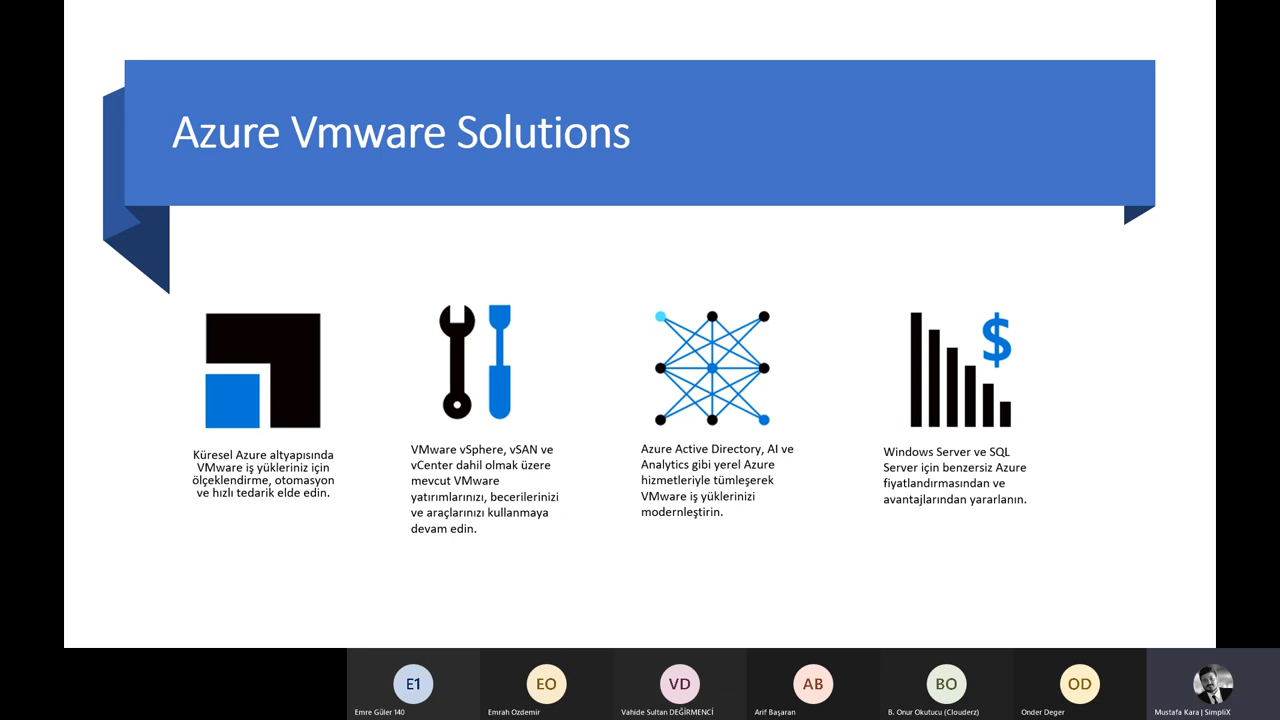 Azure Vmware Solutions
Küresel Azure altyapısında
VMware iş yükleriniz için
ölçeklendirme, otomasyon
ve hızlı tedarik elde edin.
VMware vSphere, vSAN ve
vCenter dahil olmak üzere
mevcut VMware
yatırımlarınızı, becerilerinizi
ve araçlarınızı kullanmaya
devam edin.
Azure Active Directory, AI ve
Analytics gibi yerel Azure
hizmetleriyle tümleşerek
VMware iş yüklerinizi
modernleştirin.
$
Windows Server ve SQL
Server için benzersiz Azure
fiyatlandırmasından ve
avantajlarından yararlanın.
E1
Emre Güler 140
EO
Emrah Ozdemir
VD
Vahide Sultan DEĞİRMENCİ
AB
Arif Başaran
BO
B. Onur Okutucu (Clouderz)
OD
Onder Deger
Mustafa Kara | SimpliX